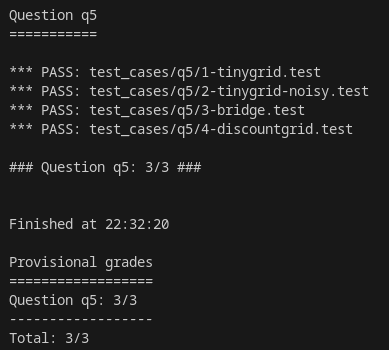 Question q5
===========
*** PASS: test_cases/q5/1-tinygrid.test
*** PASS: test_cases/q5/2-tinygrid-noisy.test
*** PASS: test_cases/q5/3-bridge.test
*** PASS: test_cases/q5/4-discountgrid.test
### Question q5: 3/3 ###
Finished at 22:32:20
Provisional grades
==================
Question q5: 3/3
------------------
Total: 3/3